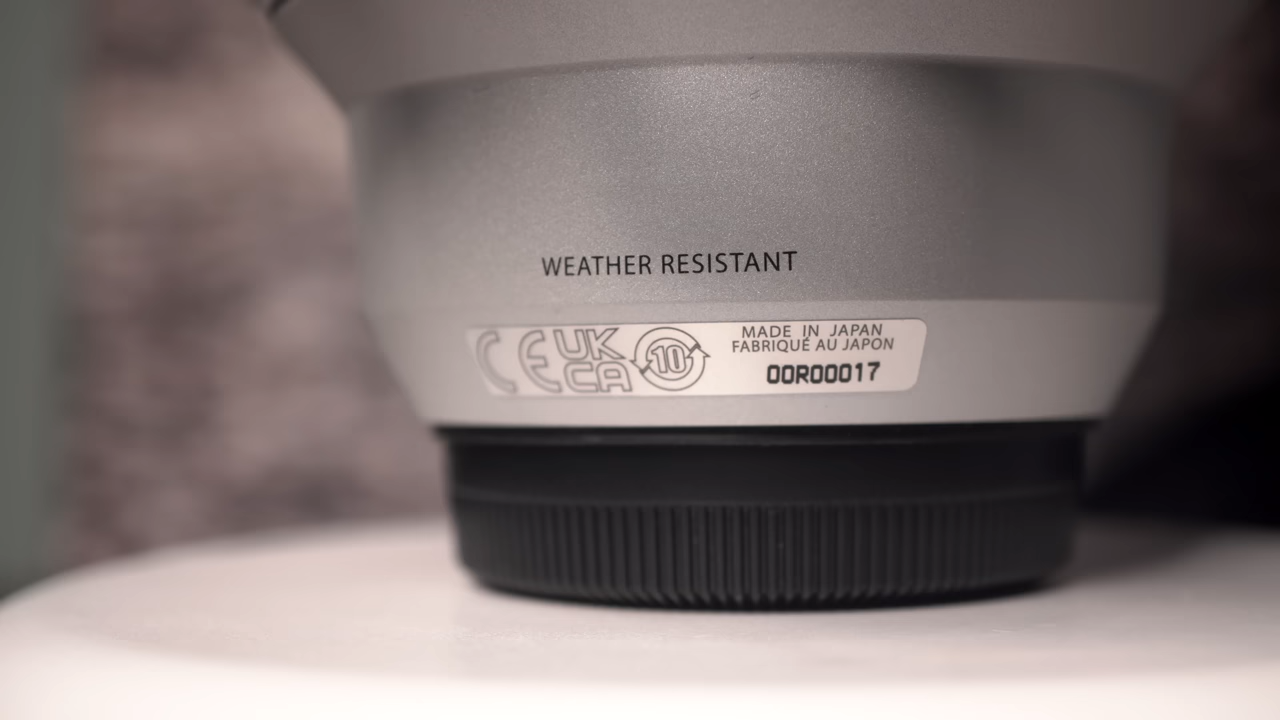 WEATHER RESISTANT
CE UK
CA 10
MADE IN JAPAN
FABRIQUÉ AU JAPON
00R00017